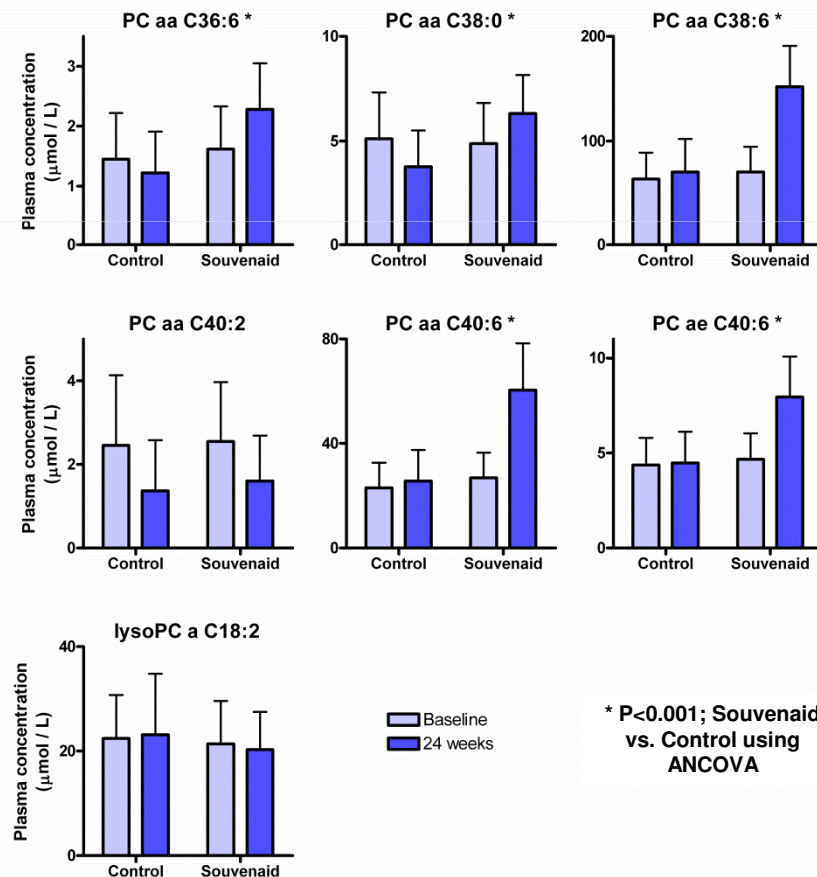 PC aa C36:6 *
PC aa C38:0 *
PC aa C38:6 *
Plasma concentration
(μmol / L)
3
2
1
0
10
5
0
200
100
0
Control
Souvenaid
Control
Souvenaid
Control
Souvenaid
PC aa C40:2
PC aa C40:6 *
PC ae C40:6 *
Plasma concentration
(μmol / L)
4
2
0
80
40
0
10
5
0
Control
Souvenaid
Control
Souvenaid
Control
Souvenaid
lysoPC a C18:2
Plasma concentration
(μmol / L)
40
20
0
Control
Souvenaid
Baseline
24 weeks
* P<0.001; Souvenaid
vs. Control using
ANCOVA